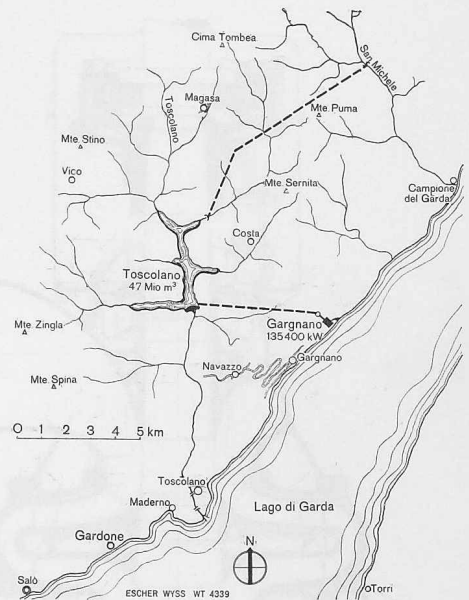 Cima Tombea
San Michele
Magasa
Toscolano
Mte. Puma
Mte. Stino
Vico
Mte. Sernita
Campione
del Garda
Costa
Toscolano
47 Mio m³
Mte. Zingla
Gargnano
135400 kW
Gargnano
Navazzo
Mte. Spina
0 1 2 3 4 5 km
Toscolano
Maderno
Lago di Garda
Gardone
N
Salò
ESCHER WYSS WT 4339
Torri